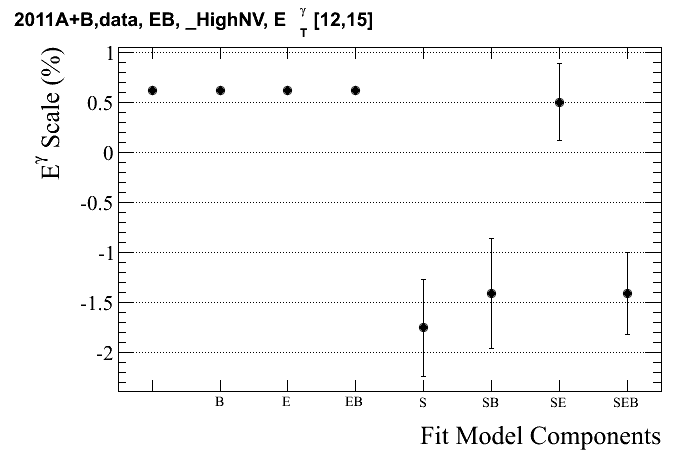 2011A+B,data, EB, _HighNV, E γ T [12,15]
E γ Scale (%)
1
0.5
0
-0.5
-1
-1.5
-2
B E EB S SB SE SEB
Fit Model Components